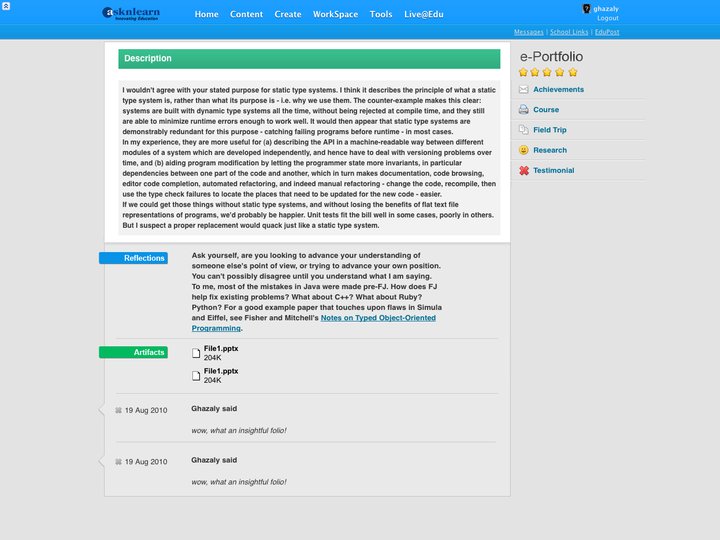 asknlearn
Innovating Education
Home Content Create WorkSpace Tools Live@Edu
ghazaly
Logout
Messages | School Links | EduPost
Description
I wouldn't agree with your stated purpose for static type systems. I think it describes the principle of what a static
type system is, rather than what its purpose is - i.e. why we use them. The counter-example makes this clear:
systems are built with dynamic type systems all the time, without being rejected at compile time, and they still
are able to minimize runtime errors enough to work well. It would then appear that static type systems are
demonstrably redundant for this purpose - catching failing programs before runtime - in most cases.
In my experience, they are more useful for (a) describing the API in a machine-readable way between different
modules of a system which are developed independently, and hence have to deal with versioning problems over
time, and (b) aiding program modification by letting the programmer state more invariants, in particular
dependencies between one part of the code and another, which in turn makes documentation, code browsing,
editor code completion, automated refactoring, and indeed manual refactoring - change the code, recompile, then
use the type check failures to locate the places that need to be updated for the new code - easier.
If we could get those things without static type systems, and without losing the benefits of flat text file
representations of programs, we'd probably be happier. Unit tests fit the bill well in some cases, poorly in others.
But I suspect a proper replacement would quack just like a static type system.
e-Portfolio
Achievements
Course
Field Trip
Research
Testimonial
Reflections
Ask yourself, are you looking to advance your understanding of
someone else's point of view, or trying to advance your own position.
You can't possibly disagree until you understand what I am saying.
To me, most of the mistakes in Java were made pre-FJ. How does FJ
help fix existing problems? What about C++? What about Ruby?
Python? For a good example paper that touches upon flaws in Simula
and Eiffel, see Fisher and Mitchell's Notes on Typed Object-Oriented
Programming.
Artifacts
File1.pptx
204K
File1.pptx
204K
19 Aug 2010
Ghazaly said
wow, what an insightful folio!
19 Aug 2010
Ghazaly said
wow, what an insightful folio!